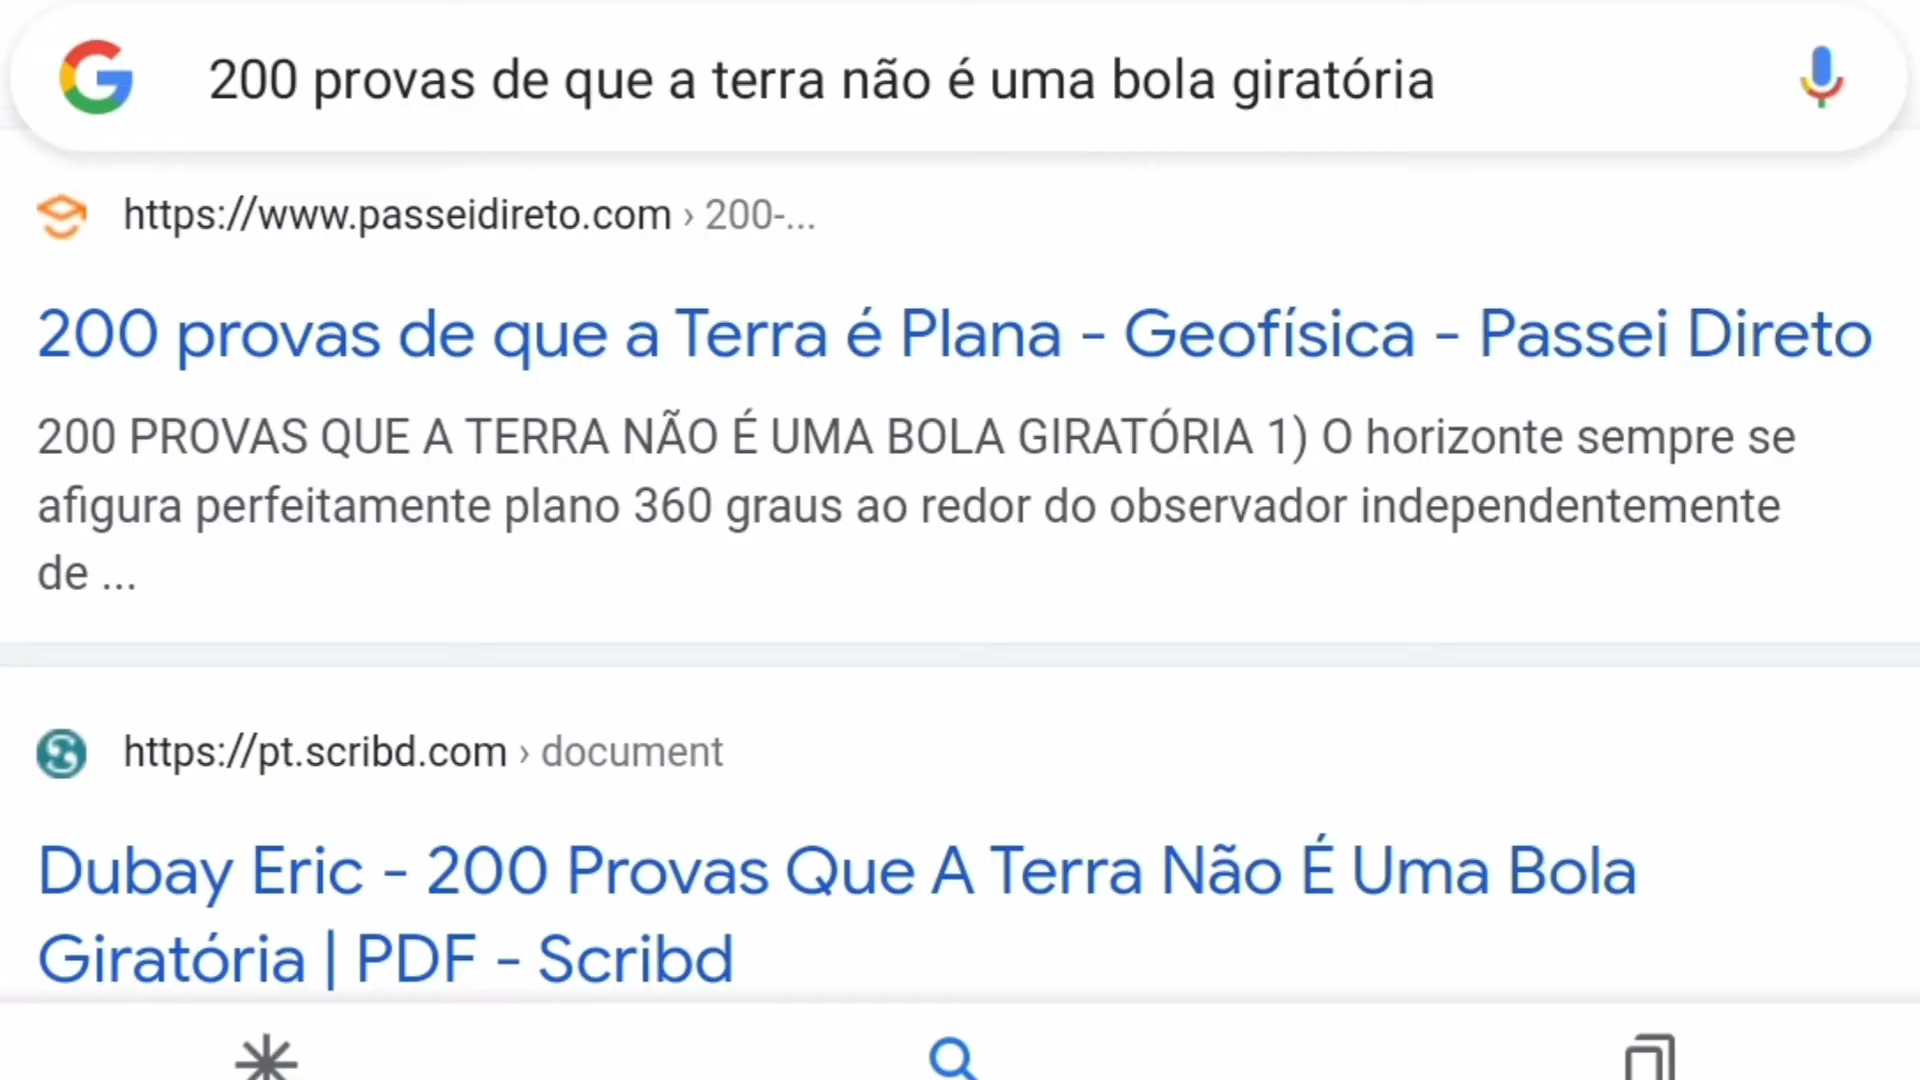 200 provas de que a terra não é uma bola giratória
https://www.passeidireto.com › 200-...
200 provas de que a Terra é Plana - Geofísica - Passei Direto
200 PROVAS QUE A TERRA NÃO É UMA BOLA GIRATÓRIA 1) O horizonte sempre se
afigura perfeitamente plano 360 graus ao redor do observador independentemente
de ...
https://pt.scribd.com › document
Dubay Eric - 200 Provas Que A Terra Não É Uma Bola
Giratória | PDF - Scribd